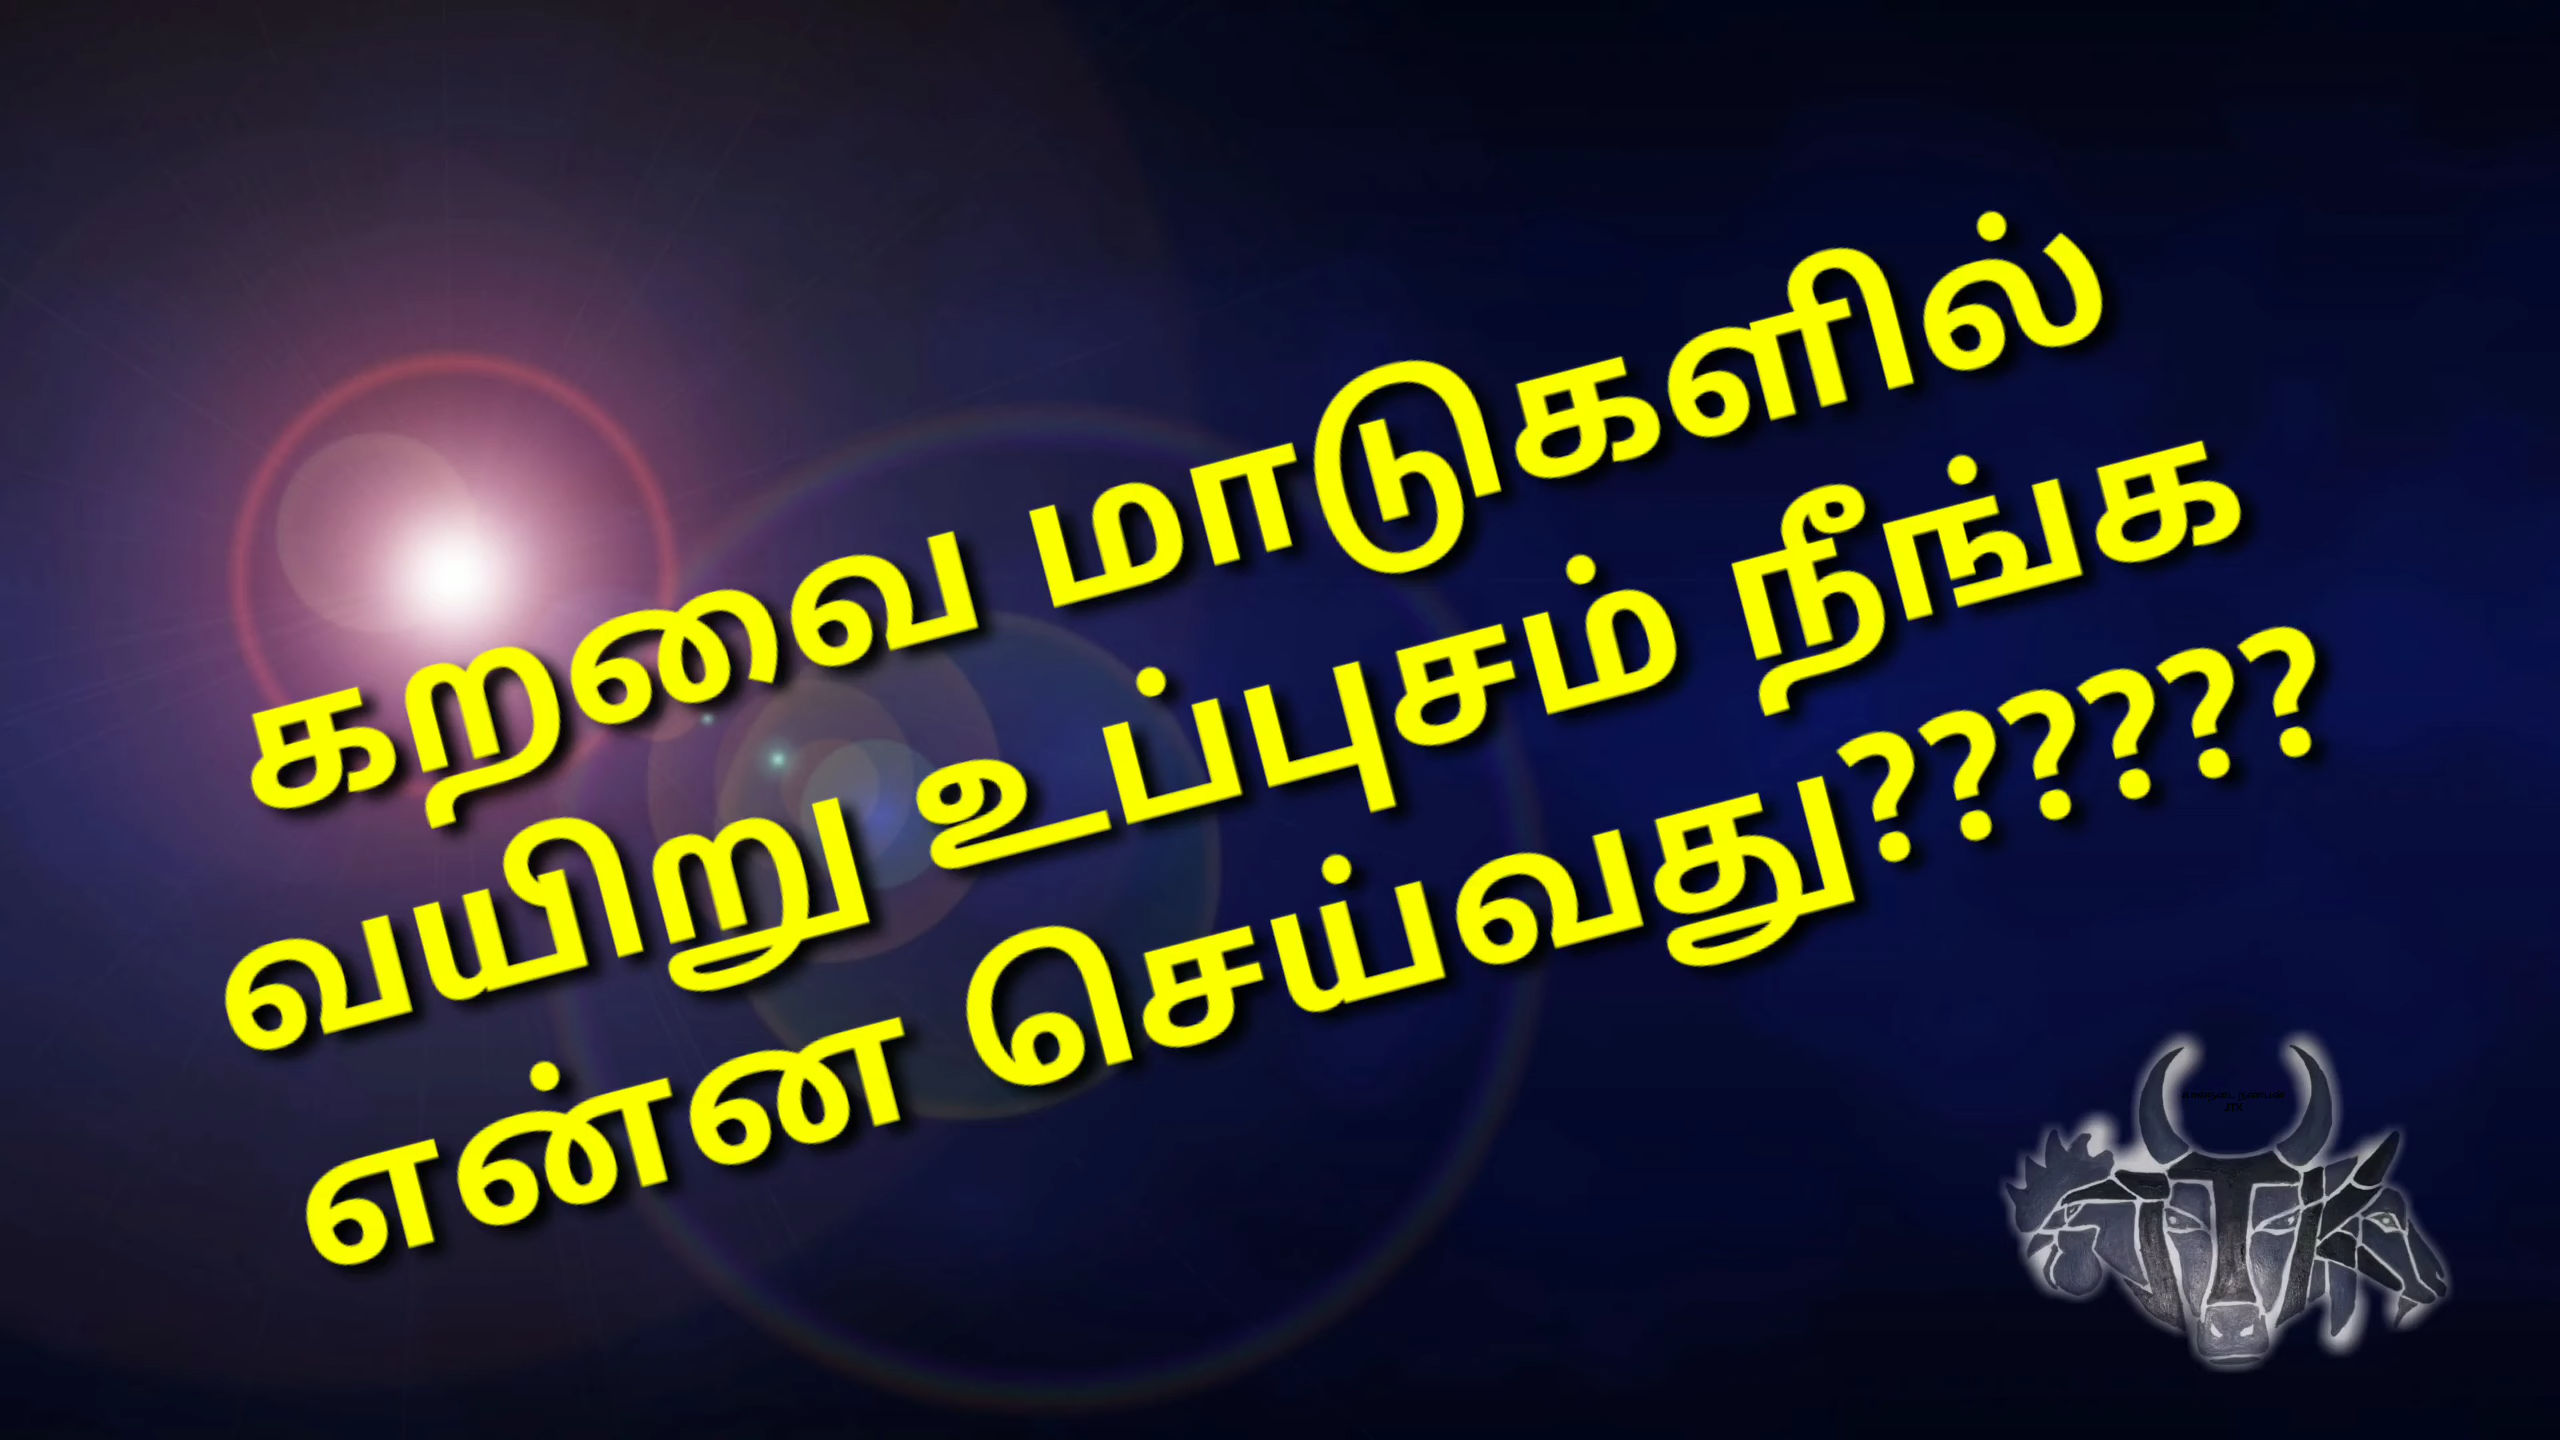 கறவை மாடுகளில்
வயிறு உப்புசம் நீங்க
என்ன செய்வது??????